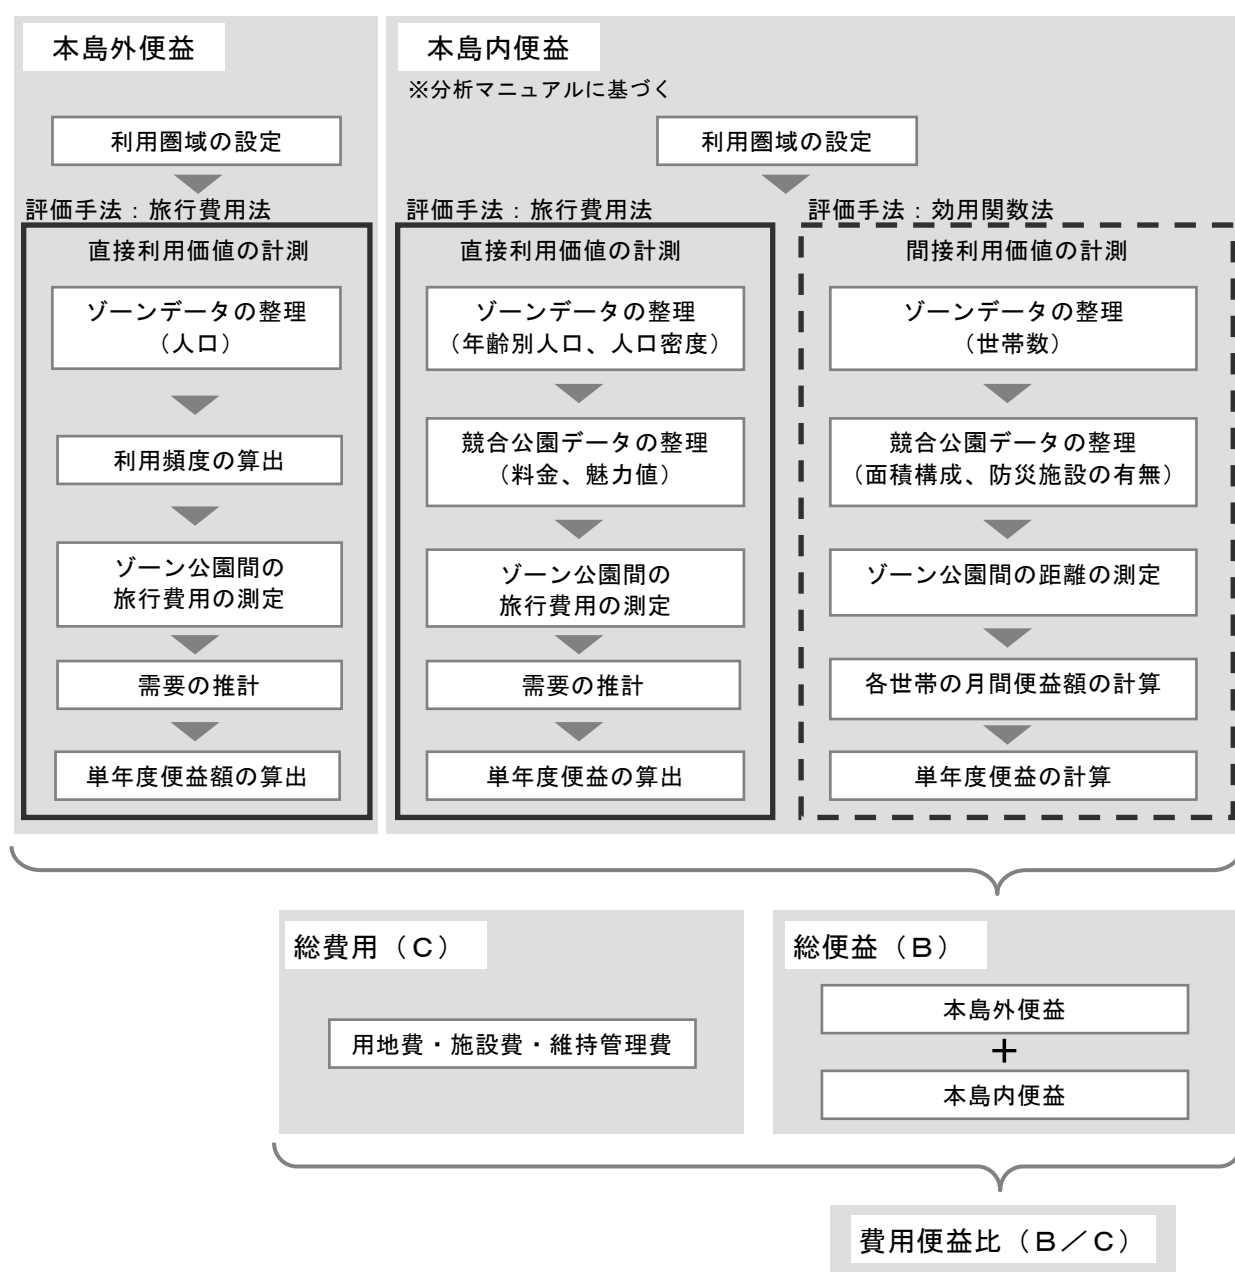 本島外便益
利用圏域の設定
評価手法：旅行費用法
直接利用価値の計測
ゾーンデータの整理
（人口）
利用頻度の算出
ゾーン公園間の
旅行費用の測定
需要の推計
単年度便益額の算出
本島内便益
※分析マニュアルに基づく
利用圏域の設定
評価手法：旅行費用法
直接利用価値の計測
ゾーンデータの整理
（年齢別人口、人口密度）
競合公園データの整理
（料金、魅力値）
ゾーン公園間の
旅行費用の測定
需要の推計
単年度便益の算出
評価手法：効用関数法
間接利用価値の計測
ゾーンデータの整理
（世帯数）
競合公園データの整理
（面積構成、防災施設の有無）
ゾーン公園間の距離の測定
各世帯の月間便益額の計算
単年度便益の計算
総費用（Ｃ）
用地費・施設費・維持管理費
総便益（Ｂ）
本島外便益
＋
本島内便益
費用便益比（Ｂ／Ｃ）